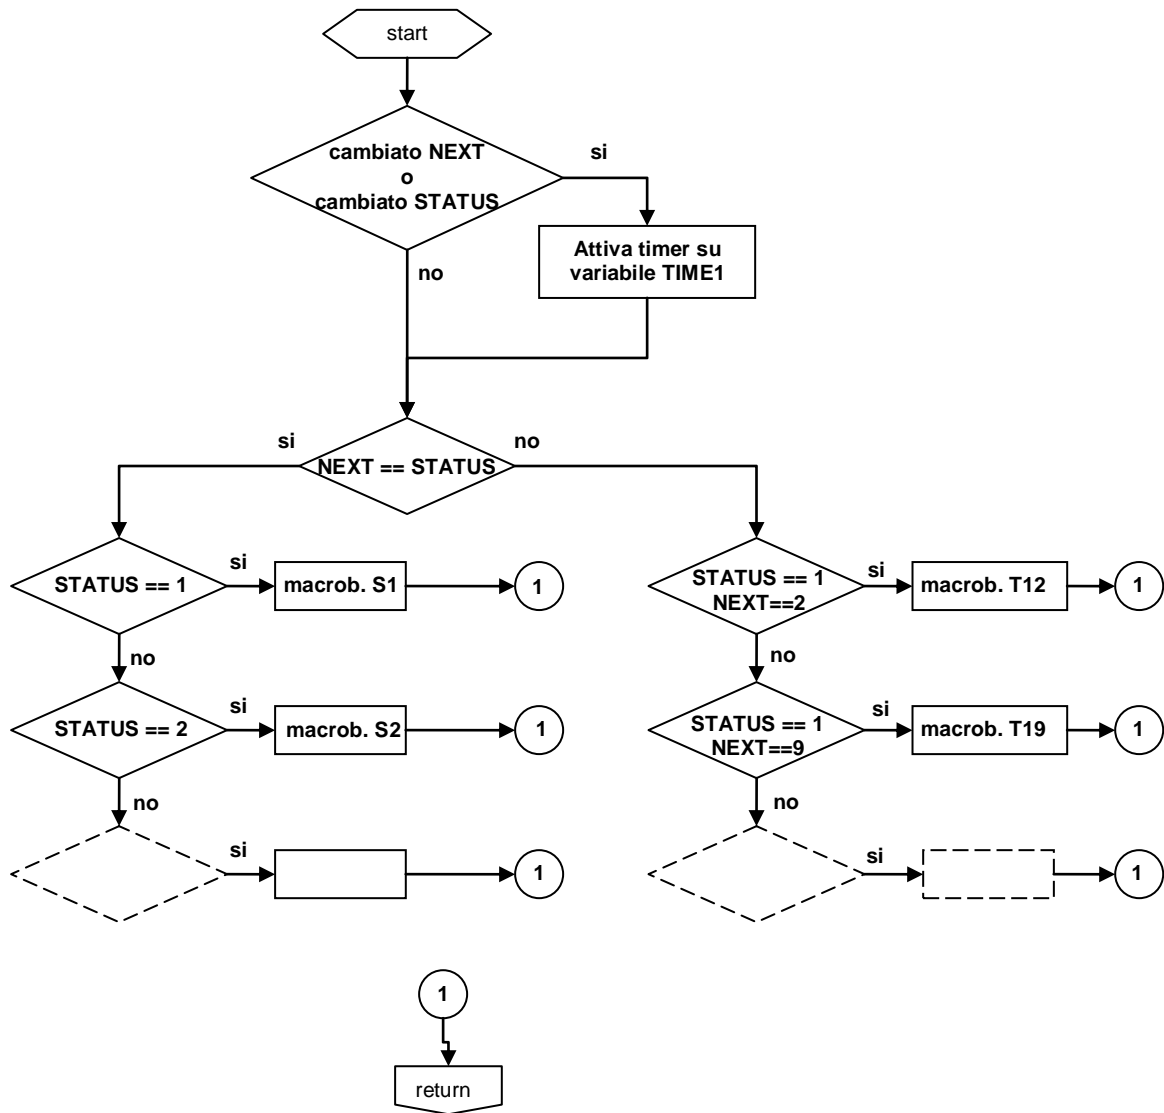 start
cambiato NEXT
o
cambiato STATUS
si
no
Attiva timer su
variabile TIME1
si
NEXT == STATUS
no
STATUS == 1
si
macrob. S1
1
STATUS == 1
NEXT==2
si
macrob. T12
1
no
no
STATUS == 2
si
macrob. S2
1
STATUS == 1
NEXT==9
si
macrob. T19
1
no
no
si
1
si
1
1
return